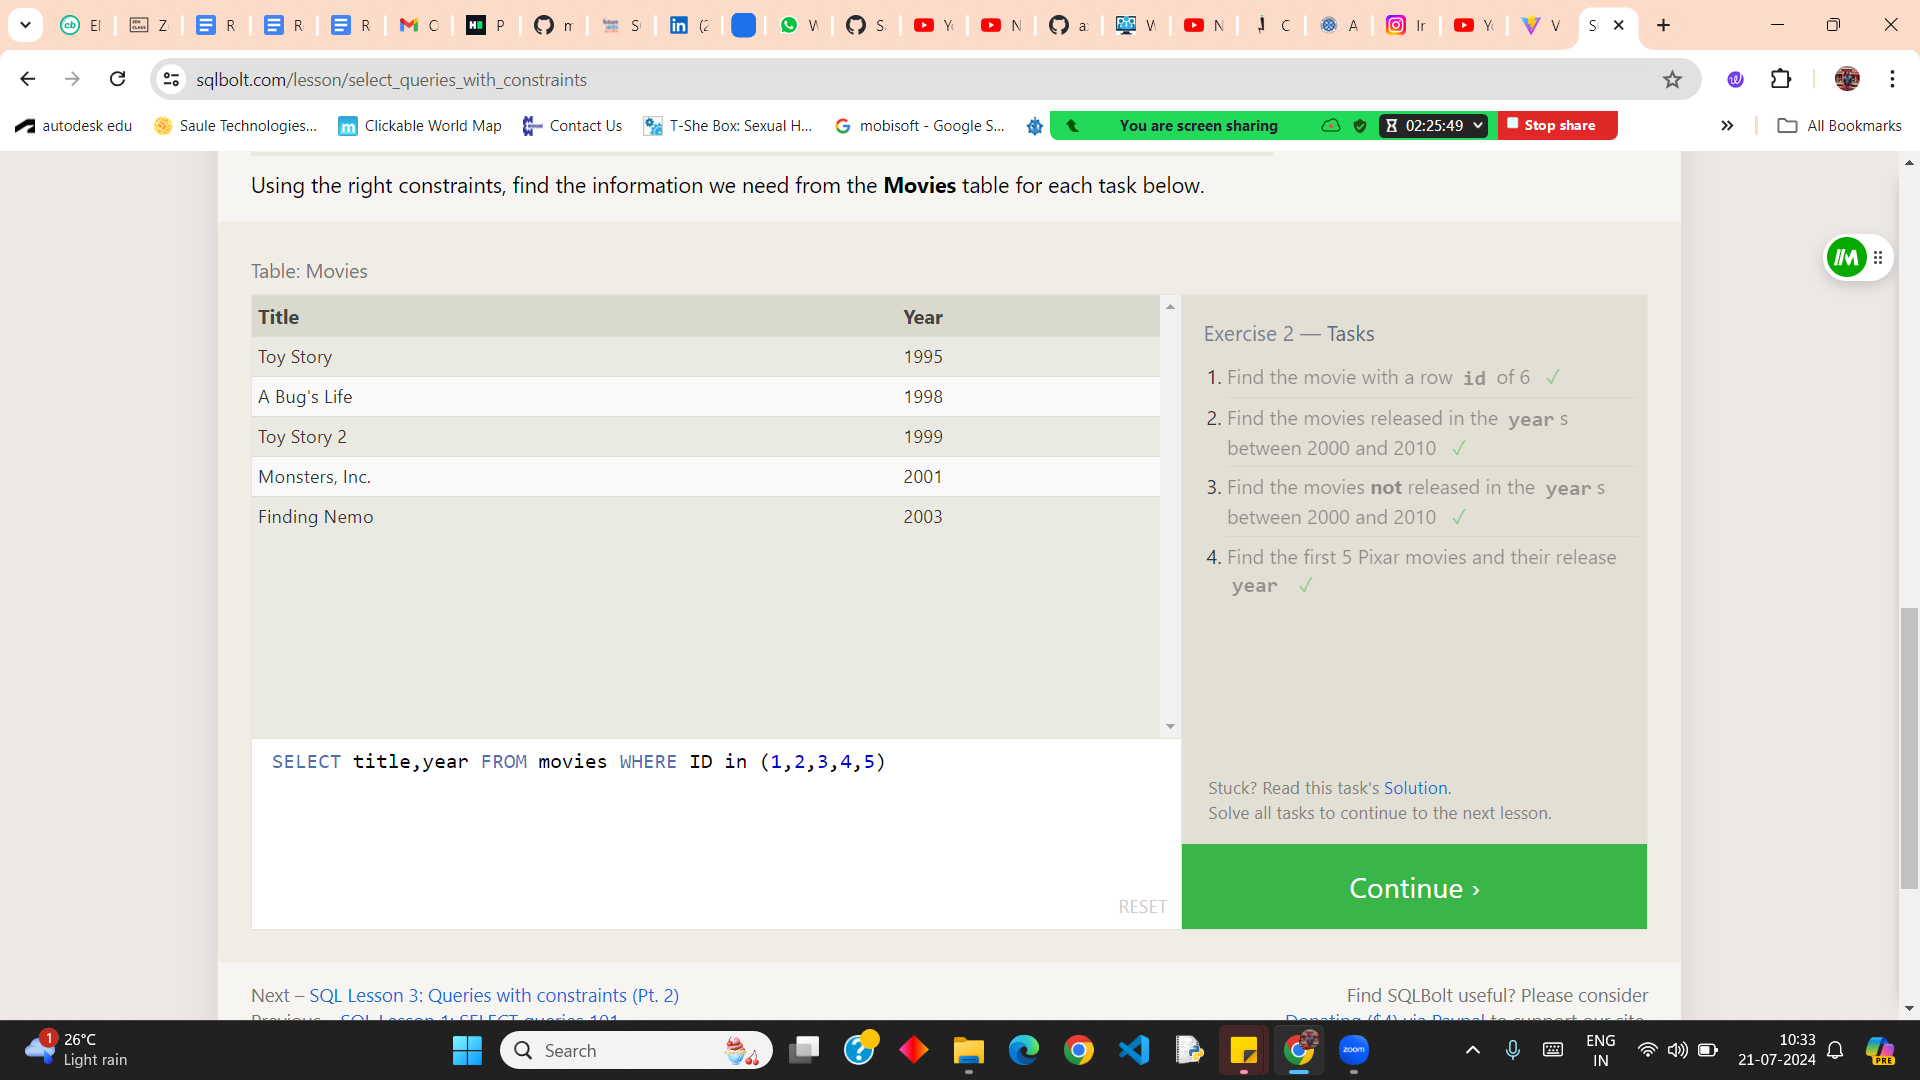 El
Z
R
R
R
O
P
m
S
(2
W
S
Yo
N
a
W
N
C
A
In
Yo
V
S
sqlbolt.com/lesson/select_queries_with_constraints
autodesk edu
Saule Technologies...
Clickable World Map
Contact Us
T-She Box: Sexual H...
mobisoft - Google S...
You are screen sharing
02:25:49
Stop share
All Bookmarks
Using the right constraints, find the information we need from the Movies table for each task below.
Table: Movies
Title Year
Toy Story 1995
A Bug's Life 1998
Toy Story 2 1999
Monsters, Inc. 2001
Finding Nemo 2003
Exercise 2 — Tasks
1. Find the movie with a row id of 6 ✓
2. Find the movies released in the year s
between 2000 and 2010 ✓
3. Find the movies not released in the year s
between 2000 and 2010 ✓
4. Find the first 5 Pixar movies and their release
year ✓
SELECT title,year FROM movies WHERE ID in (1,2,3,4,5)
RESET
Stuck? Read this task's Solution.
Solve all tasks to continue to the next lesson.
Continue ›
Next – SQL Lesson 3: Queries with constraints (Pt. 2)
Previous – SQL Lesson 1: SELECT queries 101
Find SQLBolt useful? Please consider
Donating ($4) via Paypal to support our site.
1
26°C
Light rain
Search
zoom
ENG
IN
10:33
21-07-2024
PRE